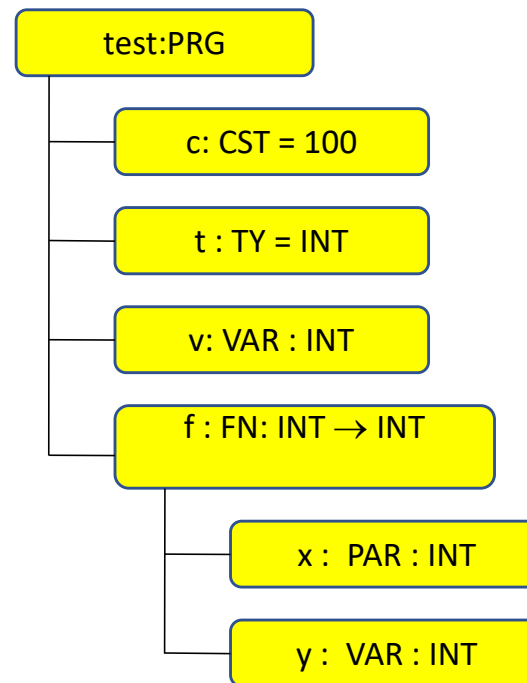 test:PRG
c: CST = 100
t : TY = INT
v: VAR : INT
f : FN: INT → INT
x :  PAR : INT
y :  VAR : INT